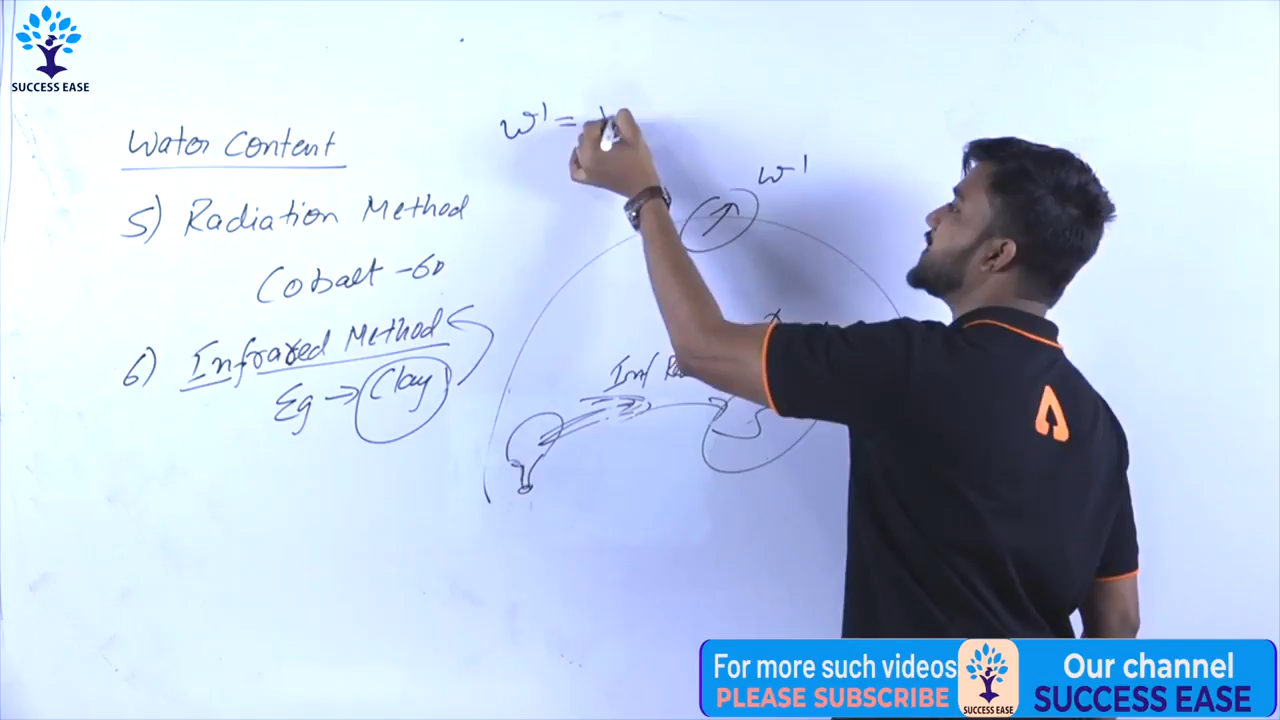 SUCCESS EASE
Water Content
5) Radiation Method
Cobalt -60
6) Infrared Method
Eg → Clay
w' =
w'
Inf
For more such videos
PLEASE SUBSCRIBE
SUCCESS EASE
Our channel
SUCCESS EASE